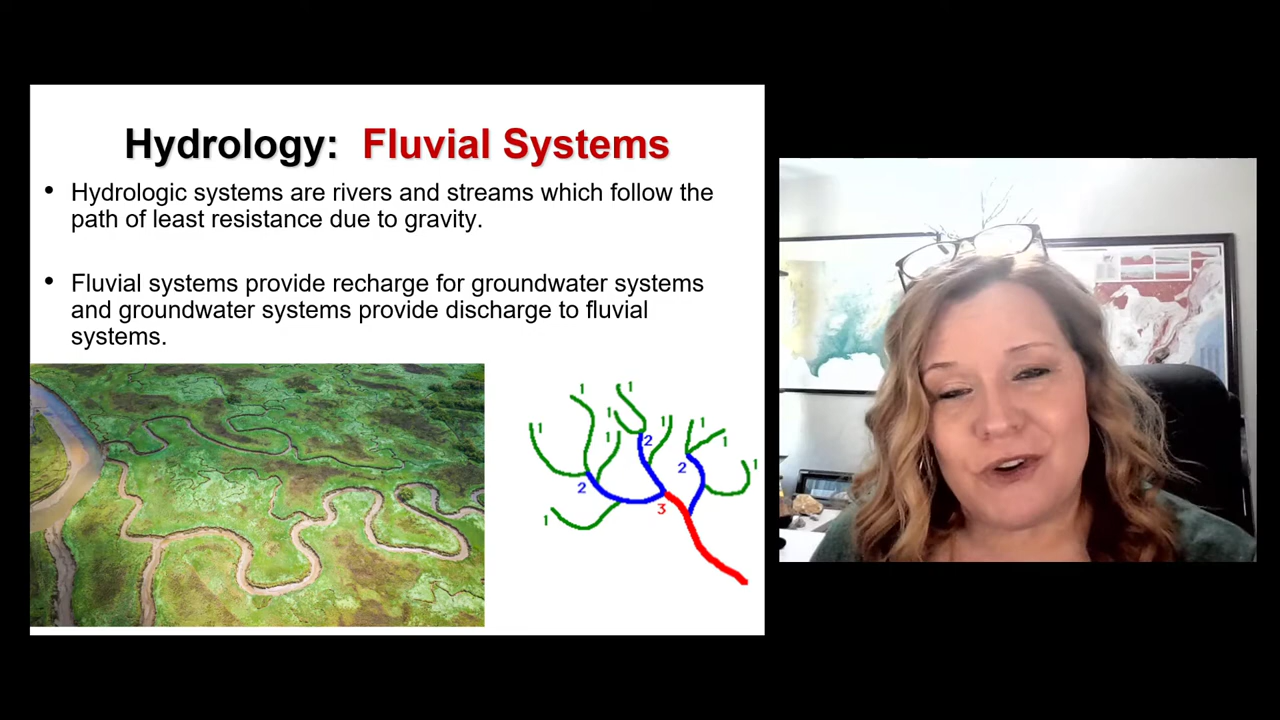 Hydrology: Fluvial Systems
• Hydrologic systems are rivers and streams which follow the
path of least resistance due to gravity.
• Fluvial systems provide recharge for groundwater systems
and groundwater systems provide discharge to fluvial
systems.
1
1
1
1
1
1
1
1
1
1
2
2
2
3